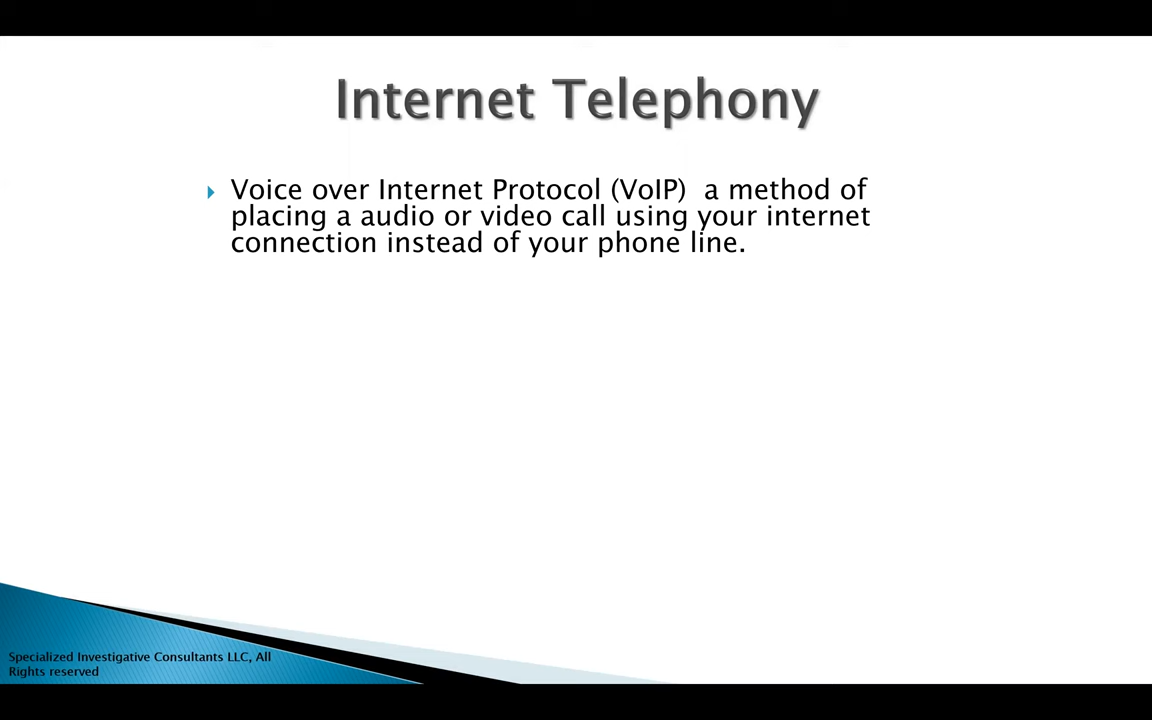 Internet Telephony
Voice over Internet Protocol (VoIP)  a method of
placing a audio or video call using your internet
connection instead of your phone line.
Specialized Investigative Consultants LLC, All
Rights reserved